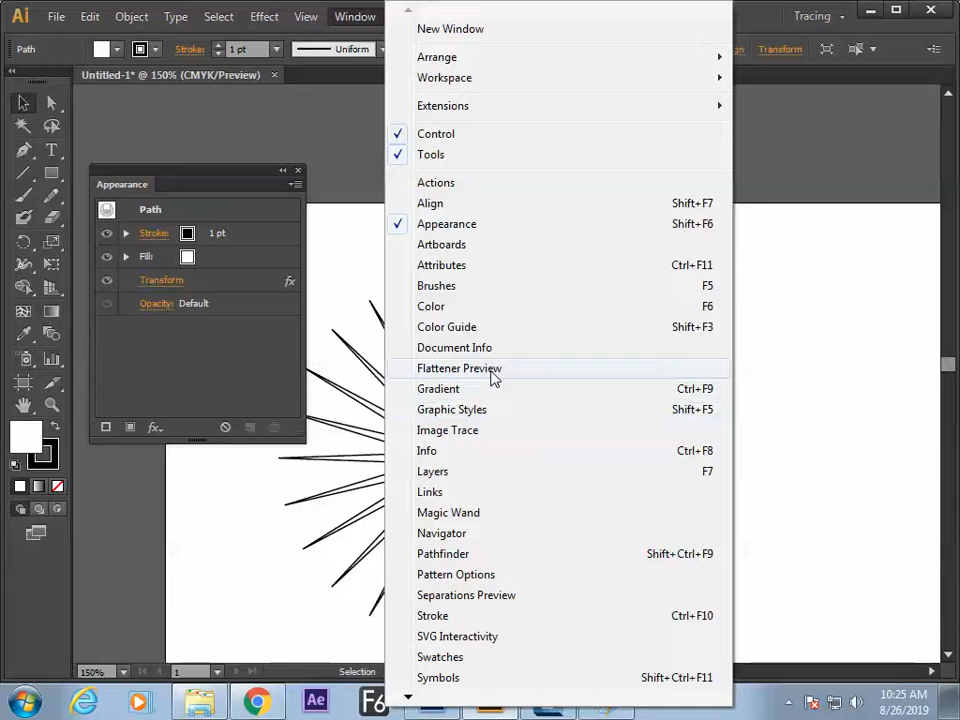 Ai File Edit Object Type Select Effect View Window Tracing
Path Stroke: 1 pt Uniform Transform
Untitled-1* @ 150% (CMYK/Preview)
Appearance
Path
Stroke: 1 pt
Fill:
Transform fx
Opacity: Default
fx
New Window
Arrange
Workspace
Extensions
Control
Tools
Actions
Align Shift+F7
Appearance Shift+F6
Artboards
Attributes Ctrl+F11
Brushes F5
Color F6
Color Guide Shift+F3
Document Info
Flattener Preview
Gradient Ctrl+F9
Graphic Styles Shift+F5
Image Trace
Info Ctrl+F8
Layers F7
Links
Magic Wand
Navigator
Pathfinder Shift+Ctrl+F9
Pattern Options
Separations Preview
Stroke Ctrl+F10
SVG Interactivity
Swatches
Symbols Shift+Ctrl+F11
150% 1 Selection
Ae F6
10:25 AM
8/26/2019